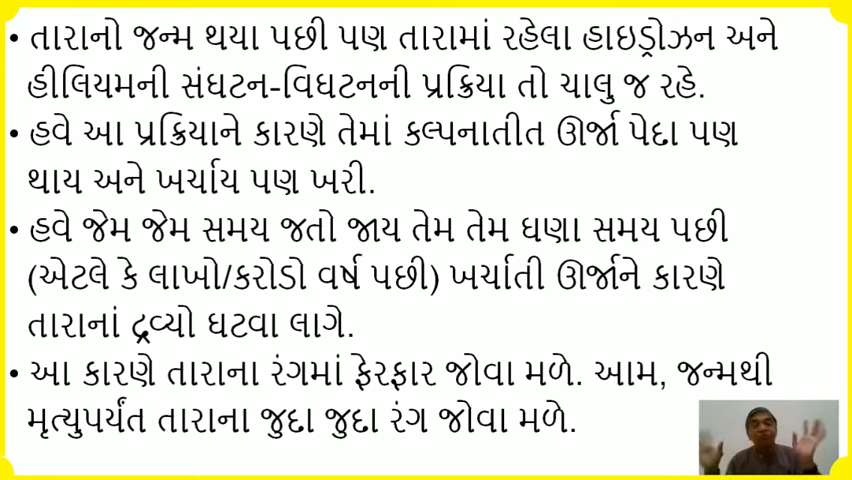 • તારાનો જન્મ થયા પછી પણ તારામાં રહેલા હાઇડ્રોઝન અને
હીલિયમની સંઘટન-વિઘટનની પ્રક્રિયા તો ચાલુ જ રહે.
• હવે આ પ્રક્રિયાને કારણે તેમાં કલ્પનાતીત ઊર્જા પેદા પણ
થાય અને ખર્ચાય પણ ખરી.
• હવે જેમ જેમ સમય જતો જાય તેમ તેમ ઘણા સમય પછી
(એટલે કે લાખો/કરોડો વર્ષ પછી) ખર્ચાતી ઊર્જાને કારણે
તારાનાં દ્રવ્યો ઘટવા લાગે.
• આ કારણે તારાના રંગમાં ફેરફાર જોવા મળે. આમ, જન્મથી
મૃત્યુપર્યંત તારાના જુદા જુદા રંગ જોવા મળે.